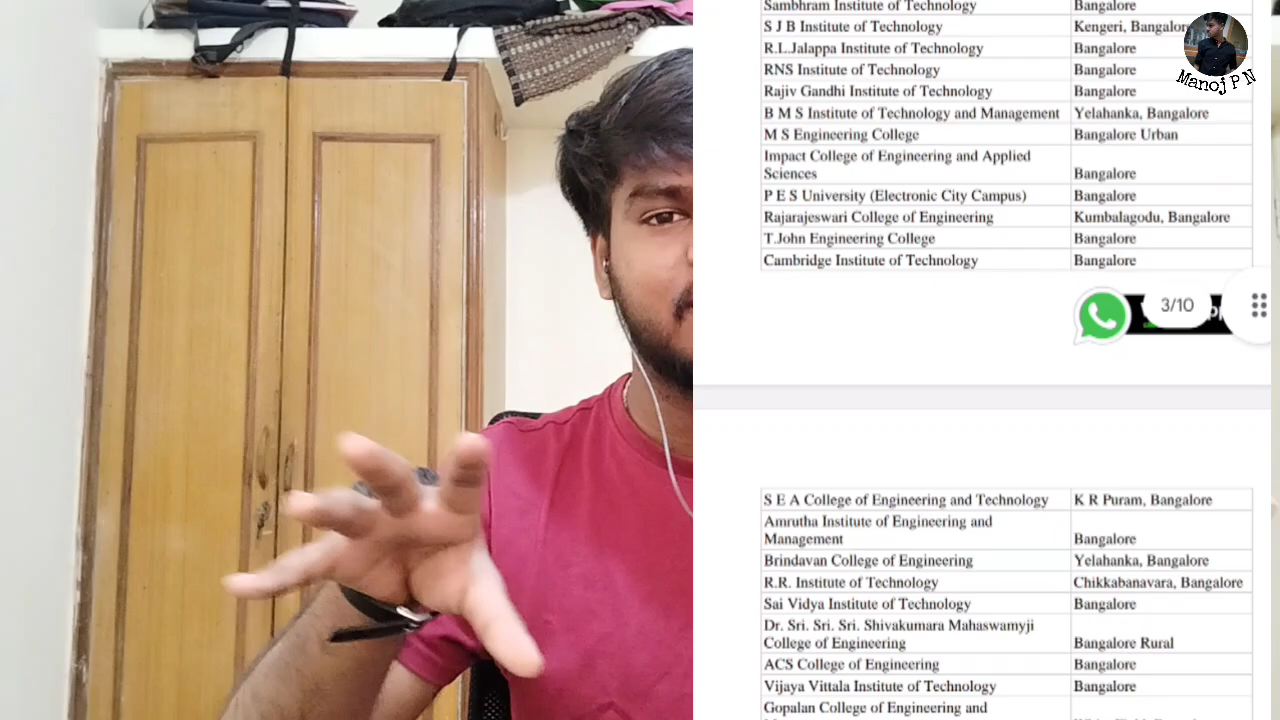 Sambhram Institute of Technology Bangalore
S J B Institute of Technology Kengeri, Bangalore
R.L.Jalappa Institute of Technology Bangalore
RNS Institute of Technology Bangalore
Rajiv Gandhi Institute of Technology Bangalore
B M S Institute of Technology and Management Yelahanka, Bangalore
M S Engineering College Bangalore Urban
Impact College of Engineering and Applied
Sciences Bangalore
P E S University (Electronic City Campus) Bangalore
Rajarajeswari College of Engineering Kumbalagodu, Bangalore
T.John Engineering College Bangalore
Cambridge Institute of Technology Bangalore
Manoj P N
3/10
S E A College of Engineering and Technology K R Puram, Bangalore
Amrutha Institute of Engineering and
Management Bangalore
Brindavan College of Engineering Yelahanka, Bangalore
R.R. Institute of Technology Chikkabanavara, Bangalore
Sai Vidya Institute of Technology Bangalore
Dr. Sri. Sri. Sri. Shivakumara Mahaswamyji
College of Engineering Bangalore Rural
ACS College of Engineering Bangalore
Vijaya Vittala Institute of Technology Bangalore
Gopalan College of Engineering and